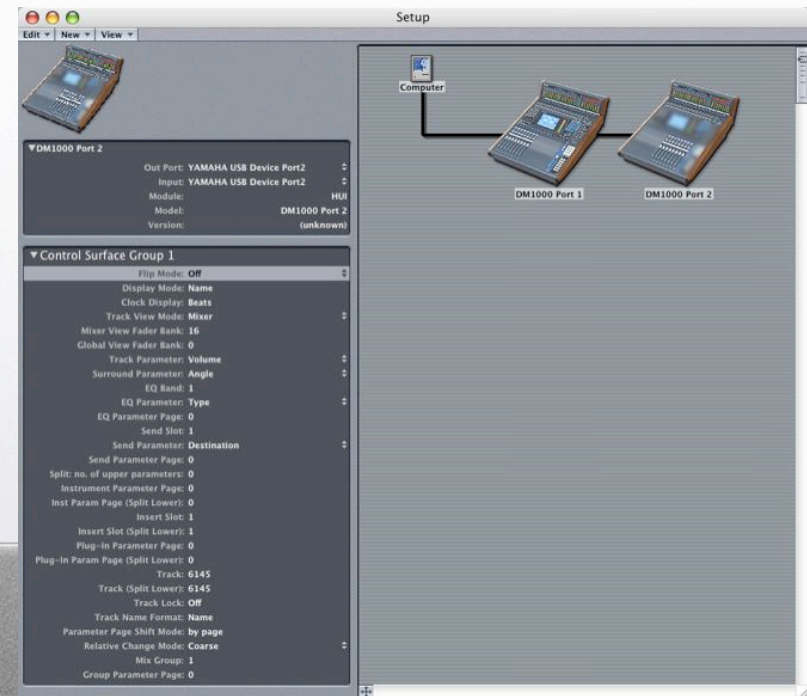 Setup
Edit New View
Computer
DM1000 Port 1 DM1000 Port 2
DM1000 Port 2
Out Port: YAMAHA USB Device Port2
Input: YAMAHA USB Device Port2
Module: HUI
Model: DM1000 Port 2
Version: (unknown)
Control Surface Group 1
Flip Mode: Off
Display Mode: Name
Clock Display: Beats
Track View Mode: Mixer
Mixer View Fader Bank: 16
Global View Fader Bank: 0
Track Parameter: Volume
Surround Parameter: Angle
EQ Band: 1
EQ Parameter: Type
EQ Parameter Page: 0
Send Slot: 1
Send Parameter: Destination
Send Parameter Page: 0
Split: no. of upper parameters: 0
Instrument Parameter Page: 0
Inst Param Page (Split Lower): 0
Insert Slot: 1
Insert Slot (Split Lower): 1
Plug-In Parameter Page: 0
Plug-In Param Page (Split Lower): 0
Track: 6145
Track (Split Lower): 6145
Track Lock: Off
Track Name Format: Name
Parameter Page Shift Mode: by page
Relative Change Mode: Coarse
Mix Group: 1
Group Parameter Page: 0